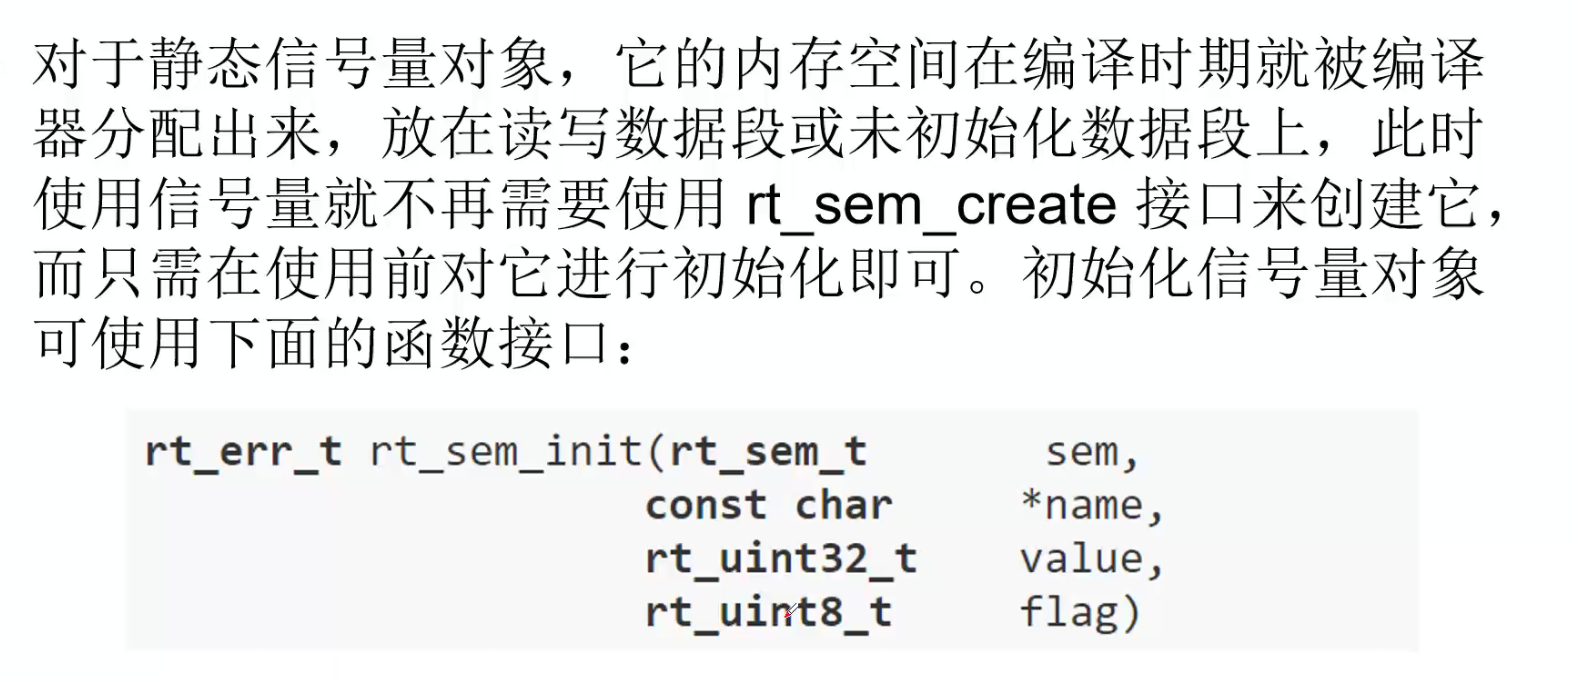 对于静态信号量对象，它的内存空间在编译时期就被编译
器分配出来，放在读写数据段或未初始化数据段上，此时
使用信号量就不再需要使用 rt_sem_create 接口来创建它，
而只需在使用前对它进行初始化即可。初始化信号量对象
可使用下面的函数接口：
rt_err_t rt_sem_init(rt_sem_t sem,
const char *name,
rt_uint32_t value,
rt_uint8_t flag)